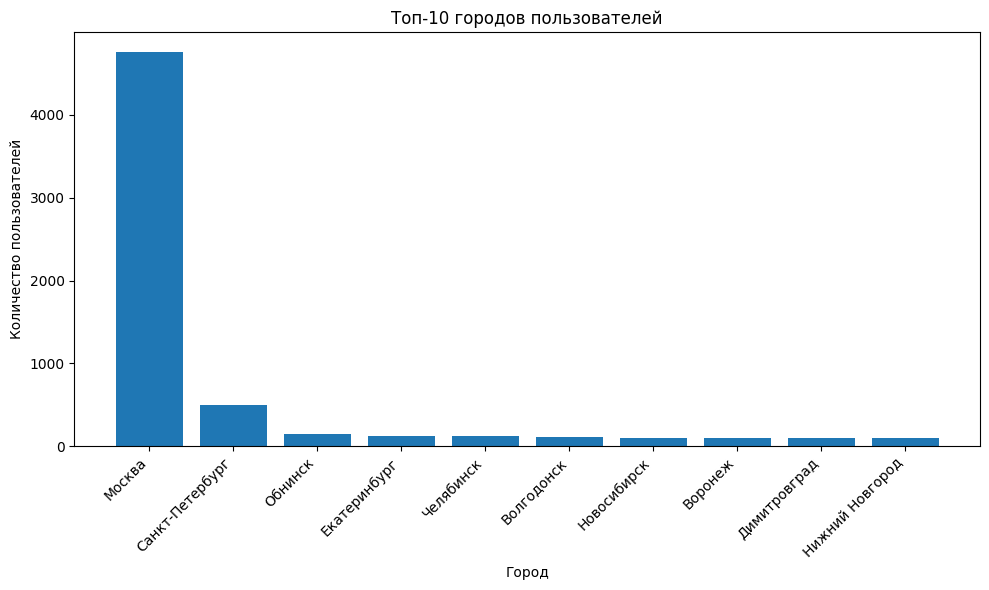 Топ-10 городов пользователей
Количество пользователей
4000
3000
2000
1000
0
Москва
Санкт-Петербург
Обнинск
Екатеринбург
Челябинск
Волгодонск
Новосибирск
Воронеж
Димитровград
Нижний Новгород
Город